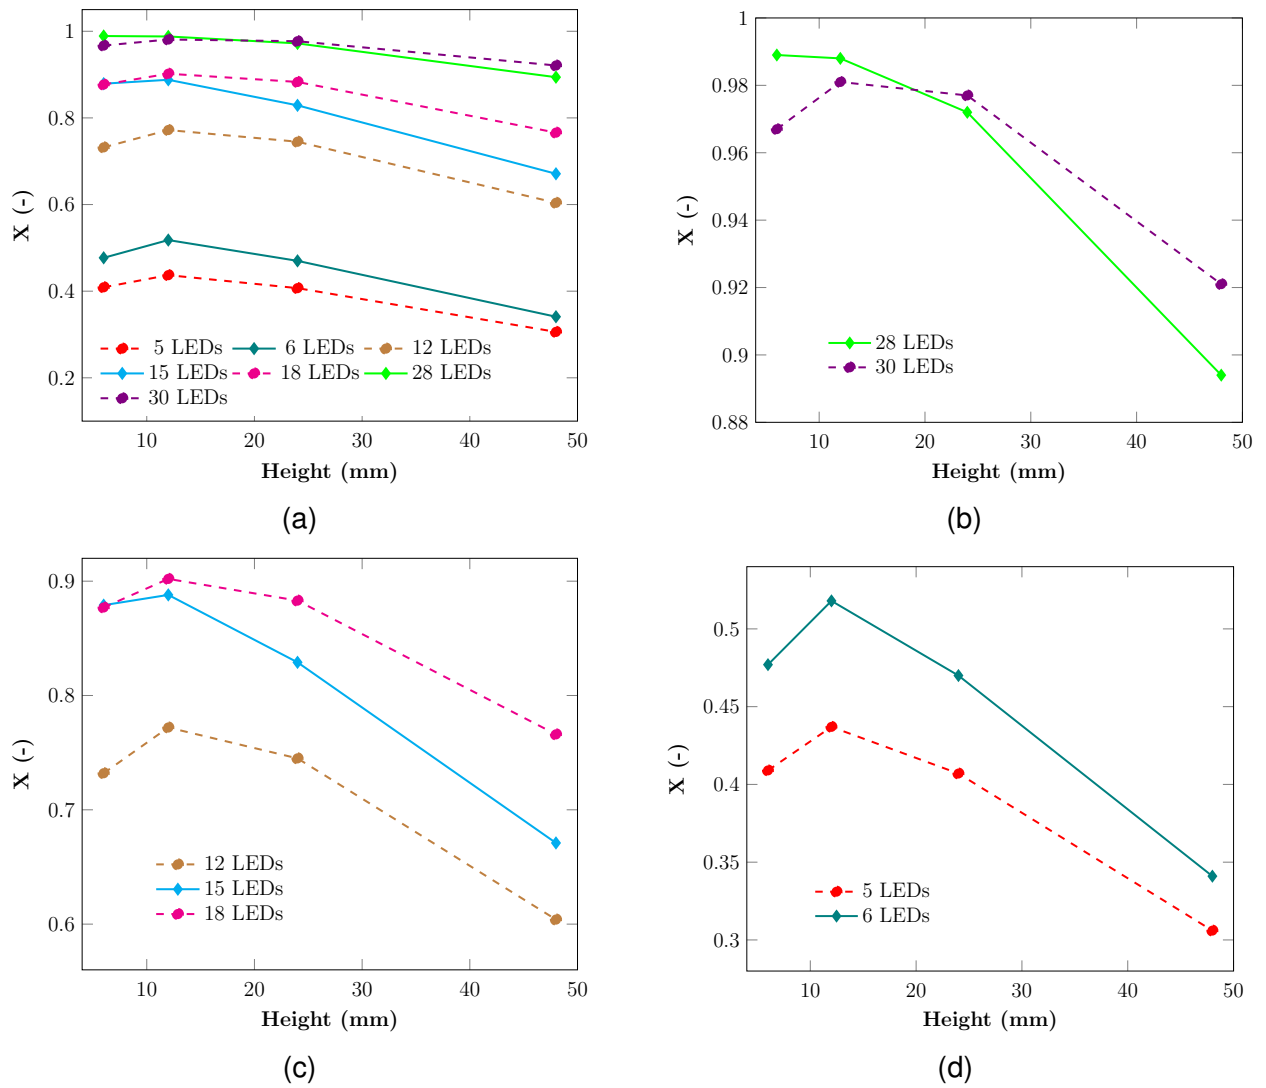 1
0.8
0.6
0.4
0.2
X (-)
5 LEDs 6 LEDs 12 LEDs
15 LEDs 18 LEDs 28 LEDs
30 LEDs
10 20 30 40 50
Height (mm)
(a)
1
0.98
0.96
0.94
0.92
0.9
0.88
X (-)
28 LEDs
30 LEDs
10 20 30 40 50
Height (mm)
(b)
0.9
0.8
0.7
0.6
X (-)
12 LEDs
15 LEDs
18 LEDs
10 20 30 40 50
Height (mm)
(c)
0.5
0.45
0.4
0.35
0.3
X (-)
5 LEDs
6 LEDs
10 20 30 40 50
Height (mm)
(d)